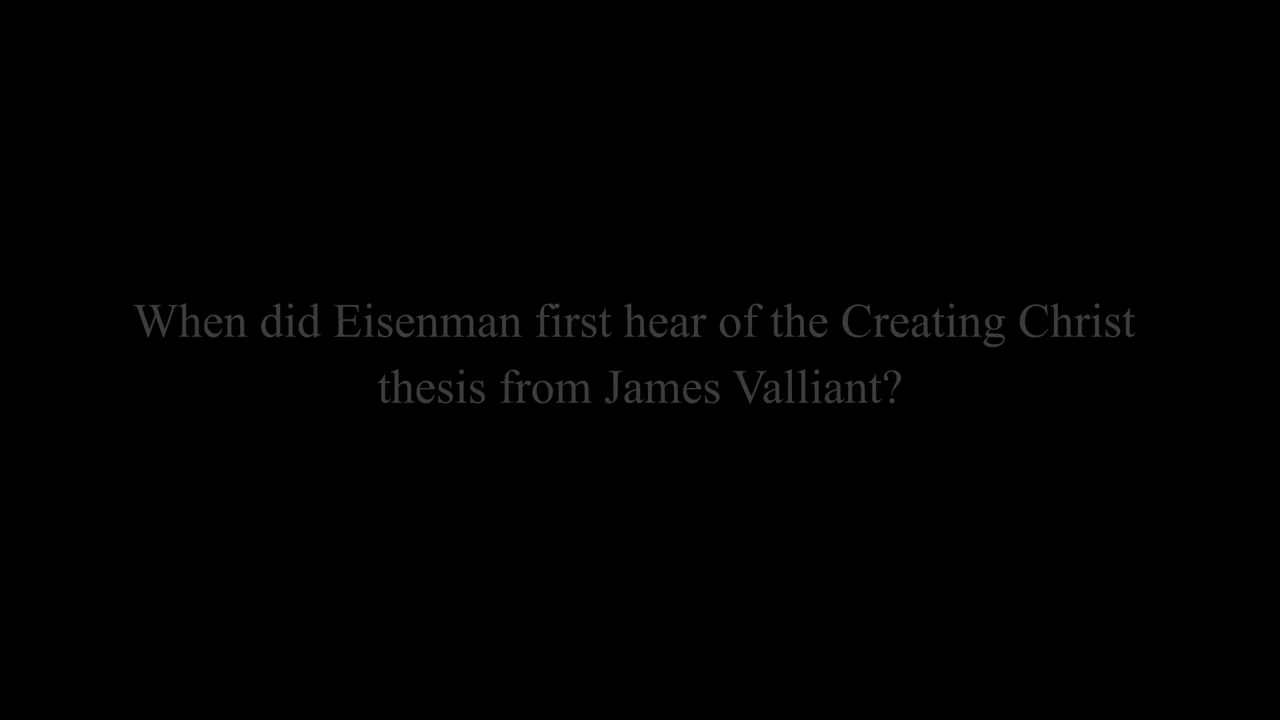 When did Eisenman first hear of the Creating Christ
thesis from James Valliant?